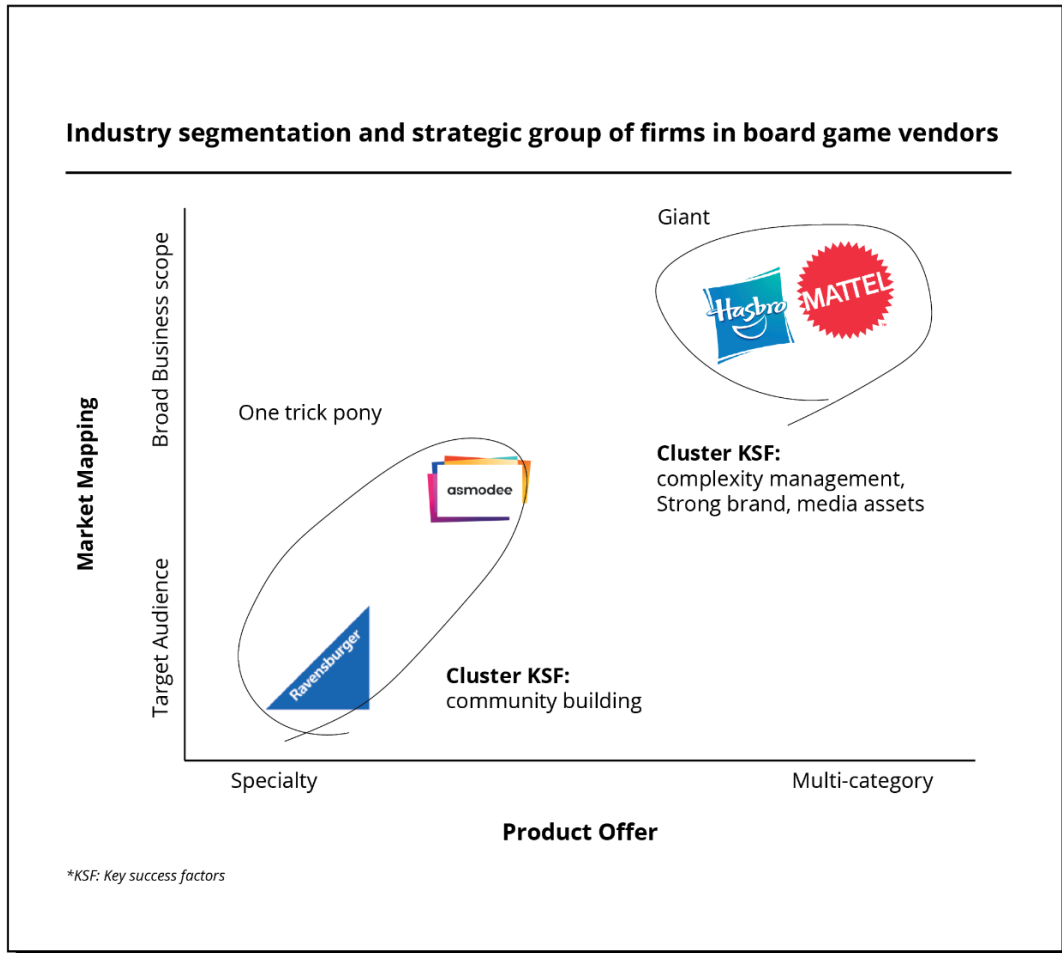 Industry segmentation and strategic group of firms in board game vendors
Giant
Hasbro
MATTEL
™
Broad Business scope
One trick pony
Market Mapping
Cluster KSF:
complexity management,
Strong brand, media assets
asmodee
Target Audience
Ravensburger
Cluster KSF:
community building
Specialty
Multi-category
Product Offer
*KSF: Key success factors